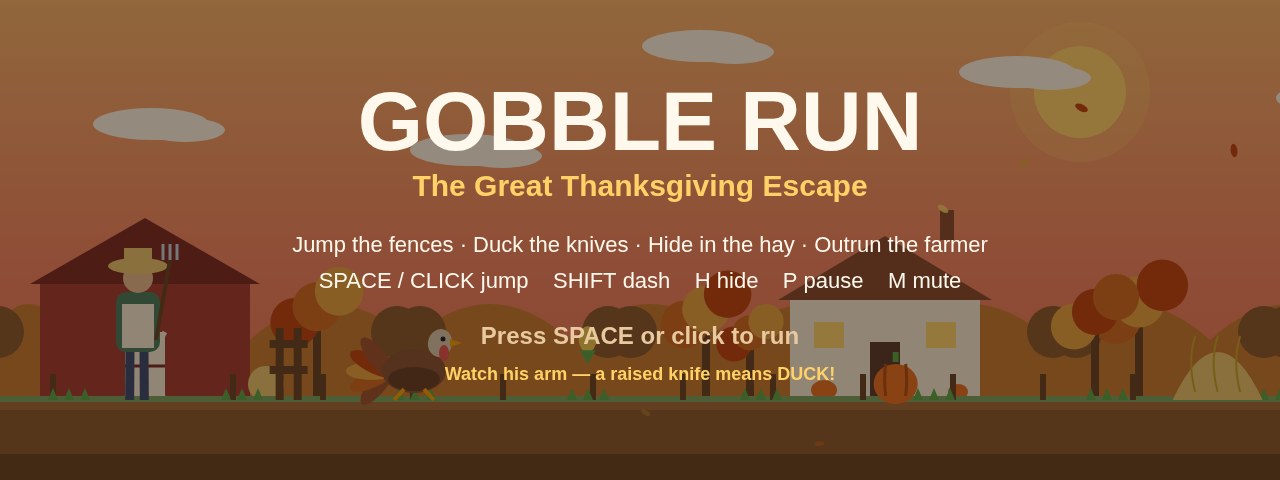 GOBBLE RUN
The Great Thanksgiving Escape
Jump the fences · Duck the knives · Hide in the hay · Outrun the farmer
SPACE / CLICK jump    SHIFT dash    H hide    P pause    M mute
Press SPACE or click to run
Watch his arm — a raised knife means DUCK!